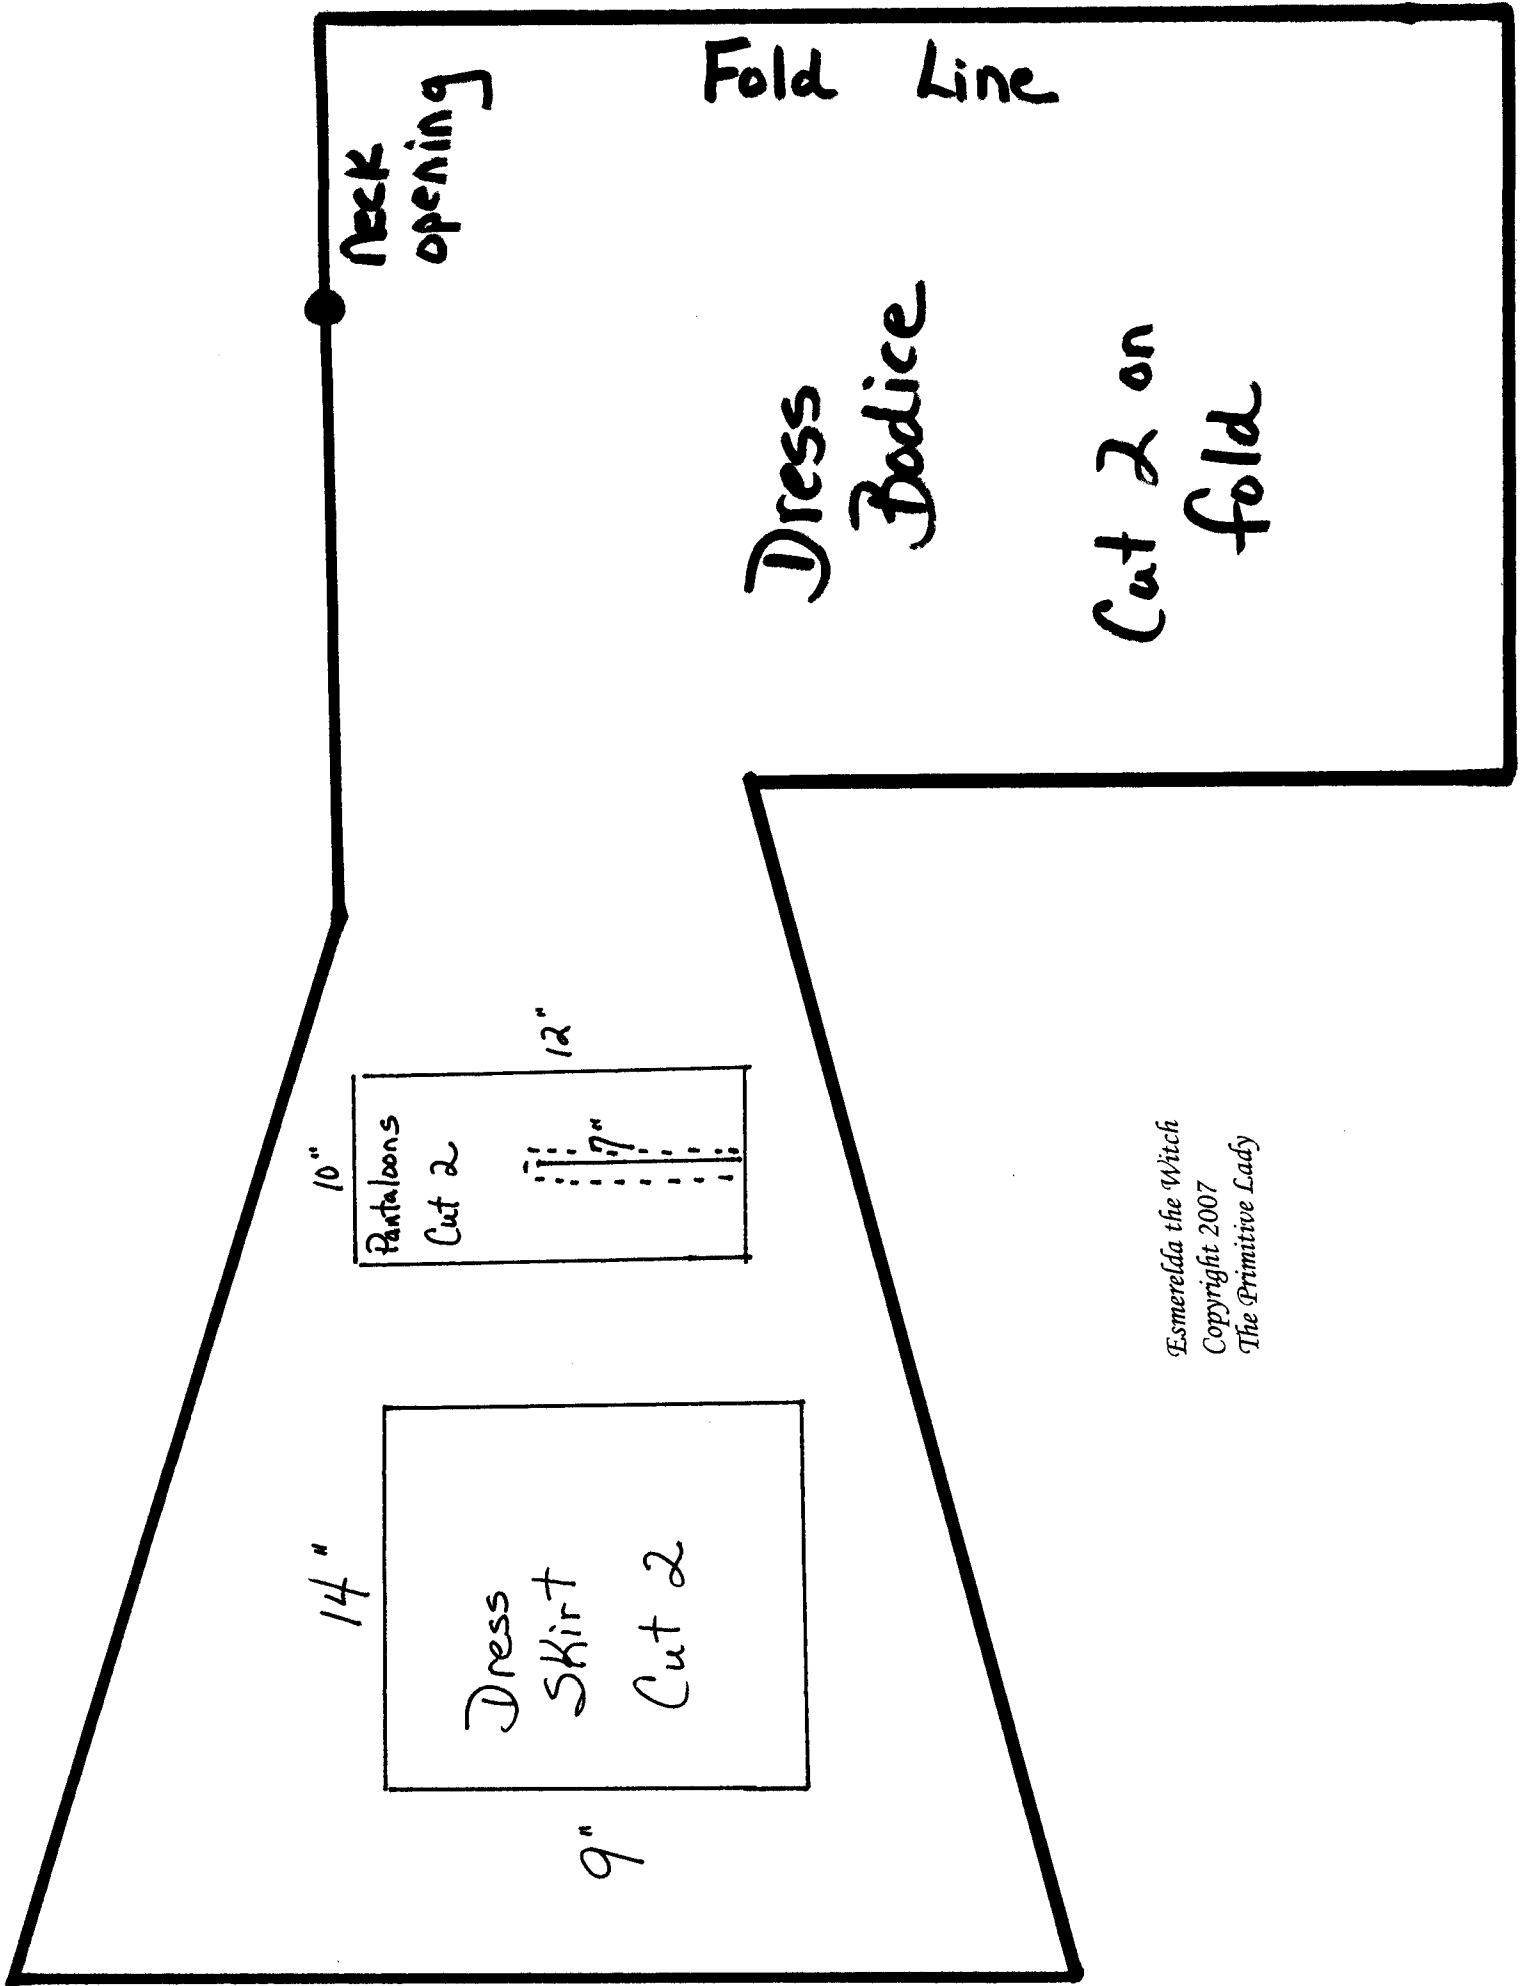 Fold Line
neck
opening
Dress
Bodice
Cut 2 on
fold
10"
Pantaloons
Cut 2
7"
12"
14"
Dress
Skirt
Cut 2
9"
Esmerelda the Witch
Copyright 2007
The Primitive Lady